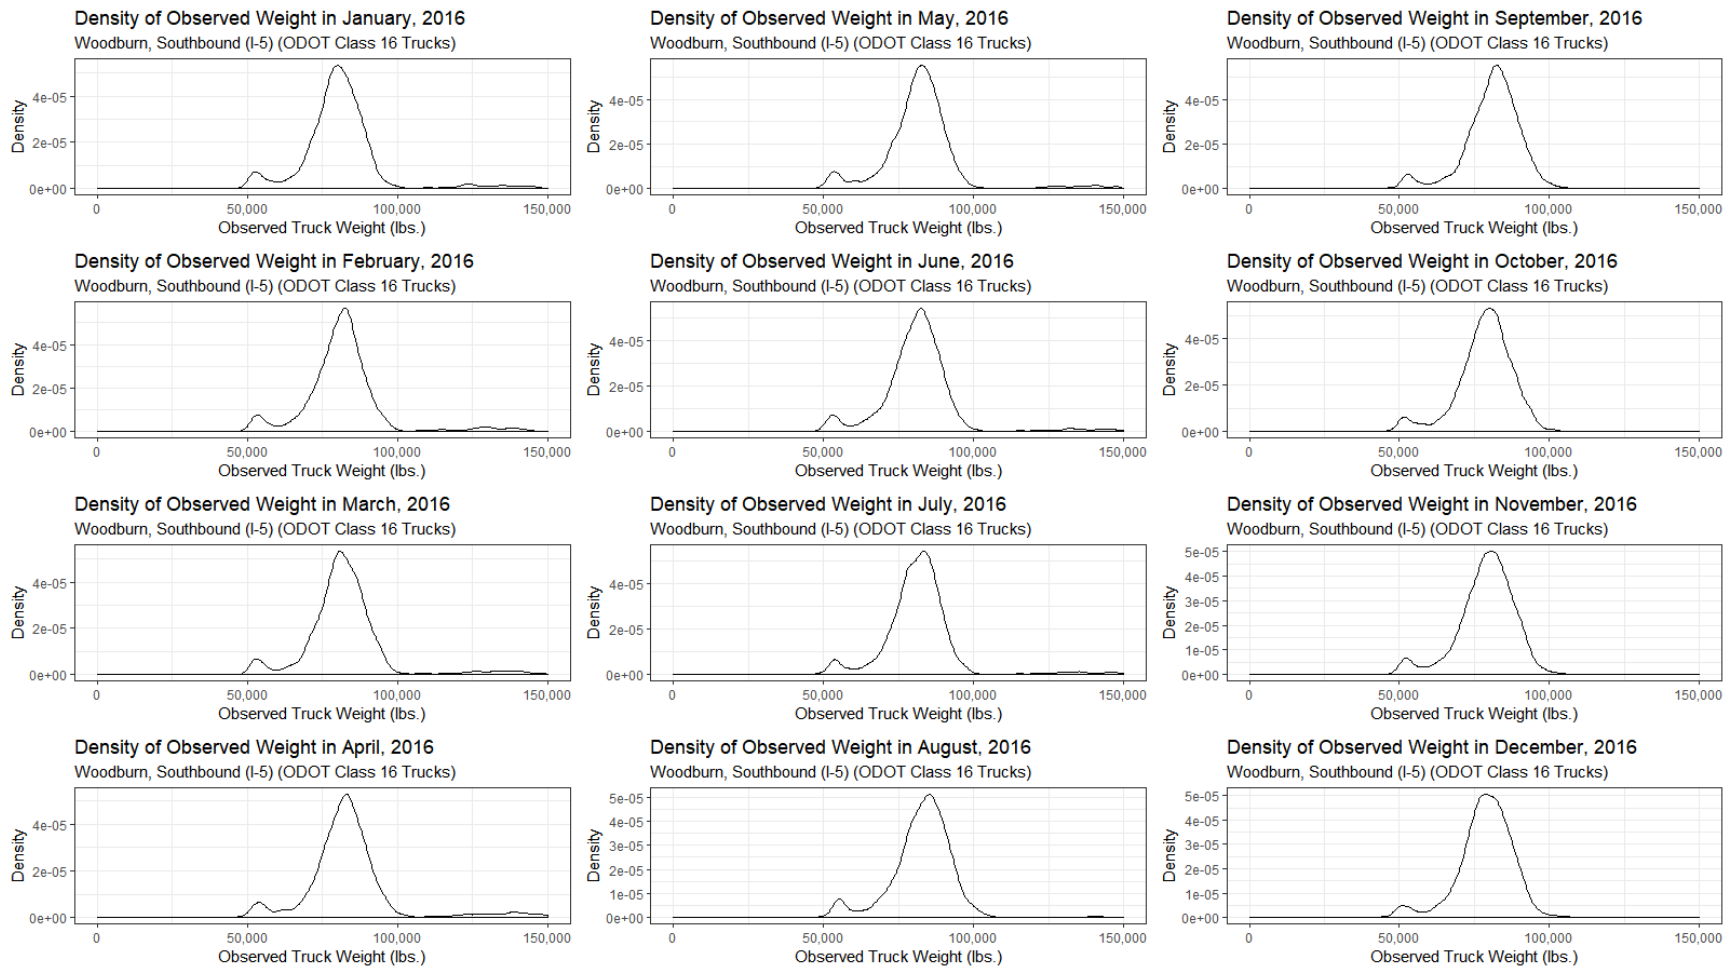 Density of Observed Weight in January, 2016
Woodburn, Southbound (I-5) (ODOT Class 16 Trucks)
Density
4e-05
2e-05
0e+00
0 50,000 100,000 150,000
Observed Truck Weight (lbs.)
Density of Observed Weight in February, 2016
Woodburn, Southbound (I-5) (ODOT Class 16 Trucks)
Density
4e-05
2e-05
0e+00
0 50,000 100,000 150,000
Observed Truck Weight (lbs.)
Density of Observed Weight in March, 2016
Woodburn, Southbound (I-5) (ODOT Class 16 Trucks)
Density
4e-05
2e-05
0e+00
0 50,000 100,000 150,000
Observed Truck Weight (lbs.)
Density of Observed Weight in April, 2016
Woodburn, Southbound (I-5) (ODOT Class 16 Trucks)
Density
4e-05
2e-05
0e+00
0 50,000 100,000 150,000
Observed Truck Weight (lbs.)
Density of Observed Weight in May, 2016
Woodburn, Southbound (I-5) (ODOT Class 16 Trucks)
Density
4e-05
2e-05
0e+00
0 50,000 100,000 150,000
Observed Truck Weight (lbs.)
Density of Observed Weight in June, 2016
Woodburn, Southbound (I-5) (ODOT Class 16 Trucks)
Density
4e-05
2e-05
0e+00
0 50,000 100,000 150,000
Observed Truck Weight (lbs.)
Density of Observed Weight in July, 2016
Woodburn, Southbound (I-5) (ODOT Class 16 Trucks)
Density
4e-05
2e-05
0e+00
0 50,000 100,000 150,000
Observed Truck Weight (lbs.)
Density of Observed Weight in August, 2016
Woodburn, Southbound (I-5) (ODOT Class 16 Trucks)
Density
5e-05
4e-05
3e-05
2e-05
1e-05
0e+00
0 50,000 100,000 150,000
Observed Truck Weight (lbs.)
Density of Observed Weight in September, 2016
Woodburn, Southbound (I-5) (ODOT Class 16 Trucks)
Density
4e-05
2e-05
0e+00
0 50,000 100,000 150,000
Observed Truck Weight (lbs.)
Density of Observed Weight in October, 2016
Woodburn, Southbound (I-5) (ODOT Class 16 Trucks)
Density
4e-05
2e-05
0e+00
0 50,000 100,000 150,000
Observed Truck Weight (lbs.)
Density of Observed Weight in November, 2016
Woodburn, Southbound (I-5) (ODOT Class 16 Trucks)
Density
5e-05
4e-05
3e-05
2e-05
1e-05
0e+00
0 50,000 100,000 150,000
Observed Truck Weight (lbs.)
Density of Observed Weight in December, 2016
Woodburn, Southbound (I-5) (ODOT Class 16 Trucks)
Density
5e-05
4e-05
3e-05
2e-05
1e-05
0e+00
0 50,000 100,000 150,000
Observed Truck Weight (lbs.)